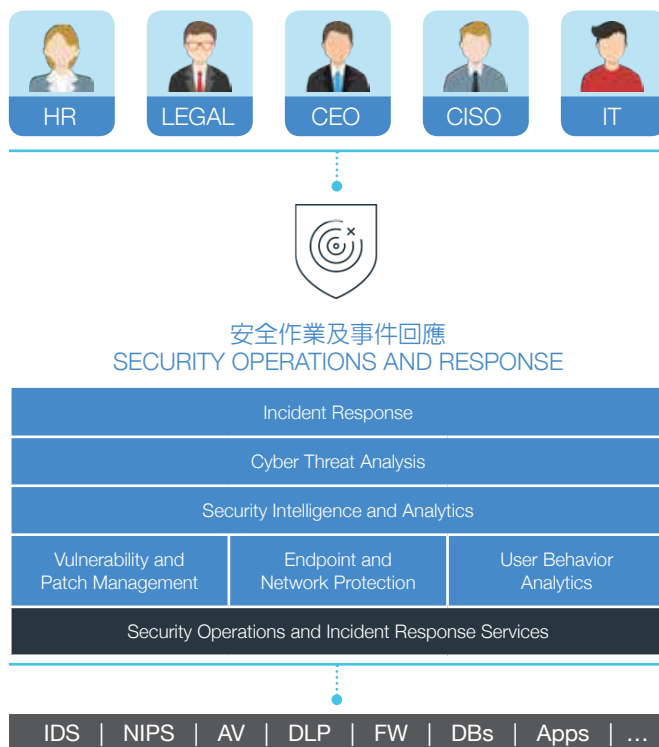 HR LEGAL CEO CISO IT
安全作業及事件回應
SECURITY OPERATIONS AND RESPONSE
Incident Response
Cyber Threat Analysis
Security Intelligence and Analytics
Vulnerability and
Patch Management
Endpoint and
Network Protection
User Behavior
Analytics
Security Operations and Incident Response Services
IDS | NIPS | AV | DLP | FW | DBs | Apps | ...